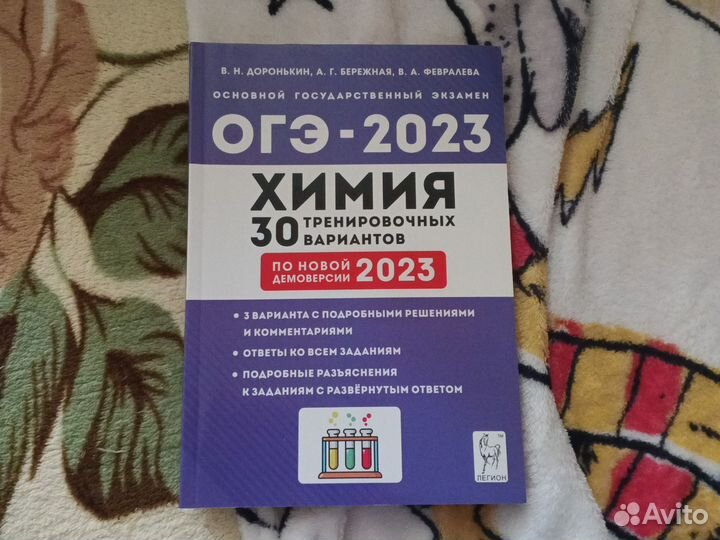 В. Н. ДОРОНЬКИН, А. Г. БЕРЕЖНАЯ, В. А. ФЕВРАЛЕВА
ОСНОВНОЙ ГОСУДАРСТВЕННЫЙ ЭКЗАМЕН
ОГЭ - 2023
ХИМИЯ
30 ТРЕНИРОВОЧНЫХ
ВАРИАНТОВ
ПО НОВОЙ
ДЕМОВЕРСИИ 2023
• 3 ВАРИАНТА С ПОДРОБНЫМИ РЕШЕНИЯМИ
И КОММЕНТАРИЯМИ
• ОТВЕТЫ КО ВСЕМ ЗАДАНИЯМ
• ПОДРОБНЫЕ РАЗЪЯСНЕНИЯ
К ЗАДАНИЯМ С РАЗВЁРНУТЫМ ОТВЕТОМ
TM
ЛЕГИОН
Avito